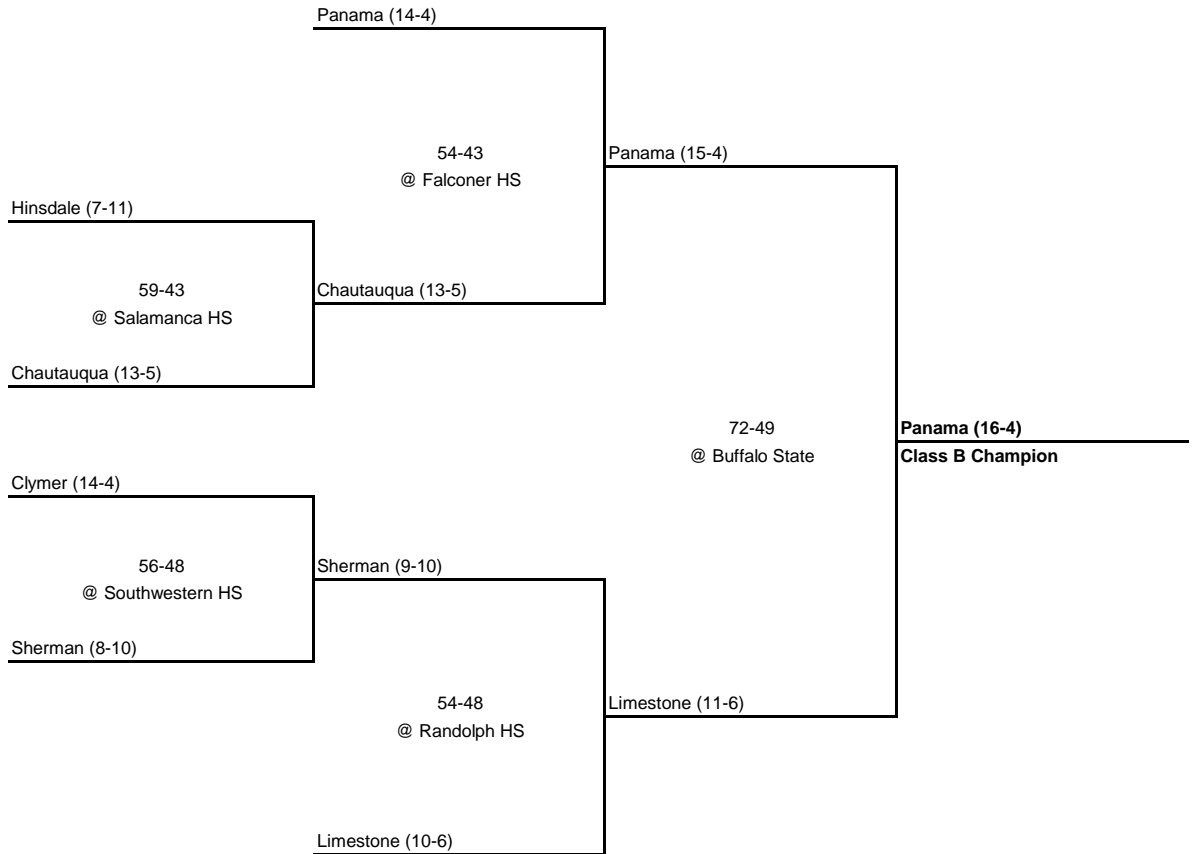 Panama (14-4)
54-43
@ Falconer HS
Panama (15-4)
Hinsdale (7-11)
59-43
@ Salamanca HS
Chautauqua (13-5)
Chautauqua (13-5)
72-49
@ Buffalo State
Panama (16-4)
Class B Champion
Clymer (14-4)
56-48
@ Southwestern HS
Sherman (9-10)
Sherman (8-10)
54-48
@ Randolph HS
Limestone (11-6)
Limestone (10-6)